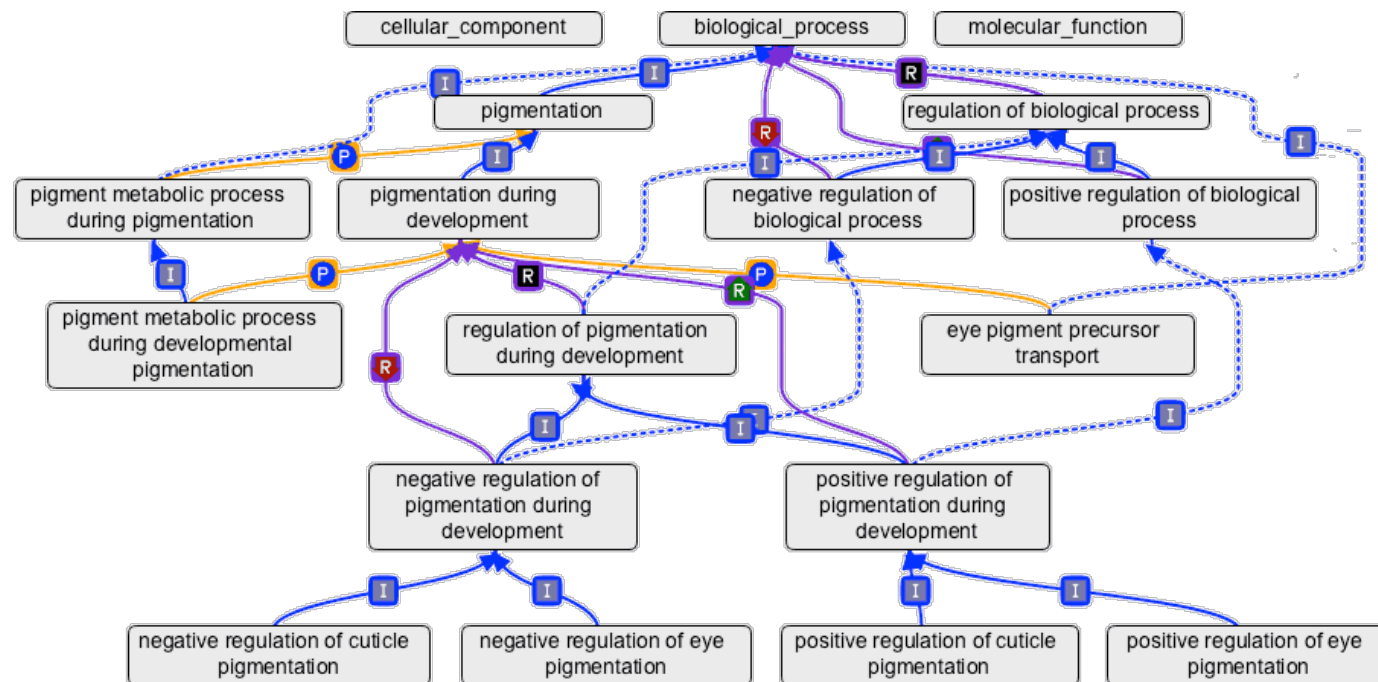 cellular_component
biological_process
molecular_function
I
I
R
pigmentation
regulation of biological process
P
I
R
I
I
I
I
pigment metabolic process
during pigmentation
pigmentation during
development
negative regulation of
biological process
positive regulation of biological
process
I
P
R
R
P
pigment metabolic process
during developmental
pigmentation
regulation of pigmentation
during development
eye pigment precursor
transport
R
I
I
I
negative regulation of
pigmentation during
development
positive regulation of
pigmentation during
development
I
I
I
I
negative regulation of cuticle
pigmentation
negative regulation of eye
pigmentation
positive regulation of cuticle
pigmentation
positive regulation of eye
pigmentation